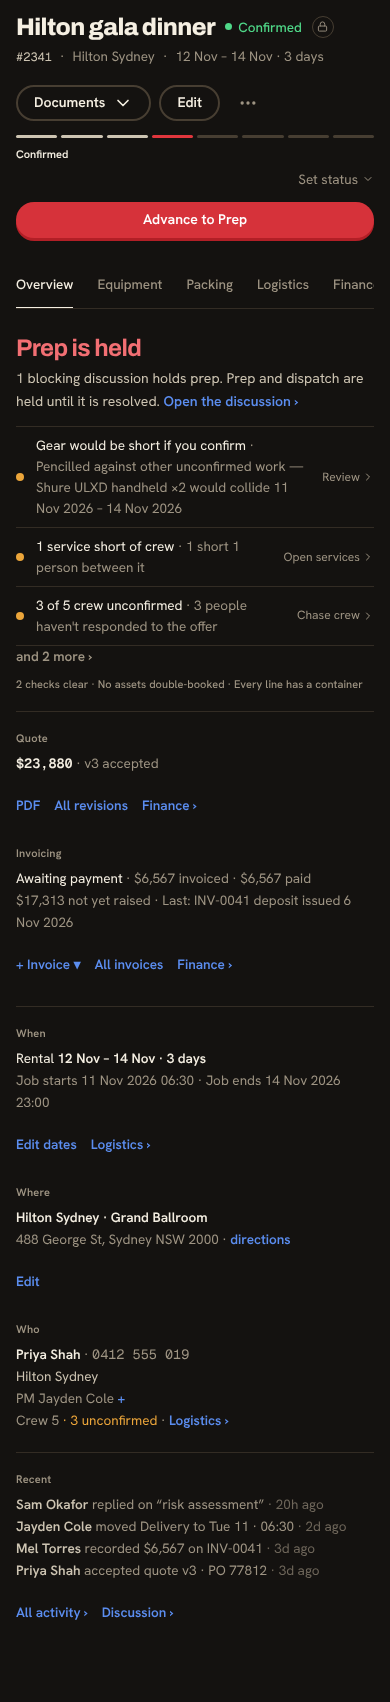 Hilton gala dinner Confirmed
#2341 · Hilton Sydney · 12 Nov – 14 Nov · 3 days
Documents Edit ···
Confirmed
Set status
Advance to Prep
Overview Equipment Packing Logistics Financ
Prep is held
1 blocking discussion holds prep. Prep and dispatch are
held until it is resolved. Open the discussion ›
Gear would be short if you confirm ·
Pencilled against other unconfirmed work —
Shure ULXD handheld ×2 would collide 11
Nov 2026 – 14 Nov 2026
Review ›
1 service short of crew · 1 short 1
person between it
Open services ›
3 of 5 crew unconfirmed · 3 people
haven't responded to the offer
Chase crew ›
and 2 more ›
2 checks clear · No assets double-booked · Every line has a container
Quote
$23,880 · v3 accepted
PDF All revisions Finance ›
Invoicing
Awaiting payment · $6,567 invoiced · $6,567 paid
$17,313 not yet raised · Last: INV-0041 deposit issued 6
Nov 2026
+ Invoice ▾ All invoices Finance ›
When
Rental 12 Nov – 14 Nov · 3 days
Job starts 11 Nov 2026 06:30 · Job ends 14 Nov 2026
23:00
Edit dates Logistics ›
Where
Hilton Sydney · Grand Ballroom
488 George St, Sydney NSW 2000 · directions
Edit
Who
Priya Shah · 0412 555 019
Hilton Sydney
PM Jayden Cole +
Crew 5 · 3 unconfirmed · Logistics ›
Recent
Sam Okafor replied on “risk assessment” · 20h ago
Jayden Cole moved Delivery to Tue 11 · 06:30 · 2d ago
Mel Torres recorded $6,567 on INV-0041 · 3d ago
Priya Shah accepted quote v3 · PO 77812 · 3d ago
All activity › Discussion ›